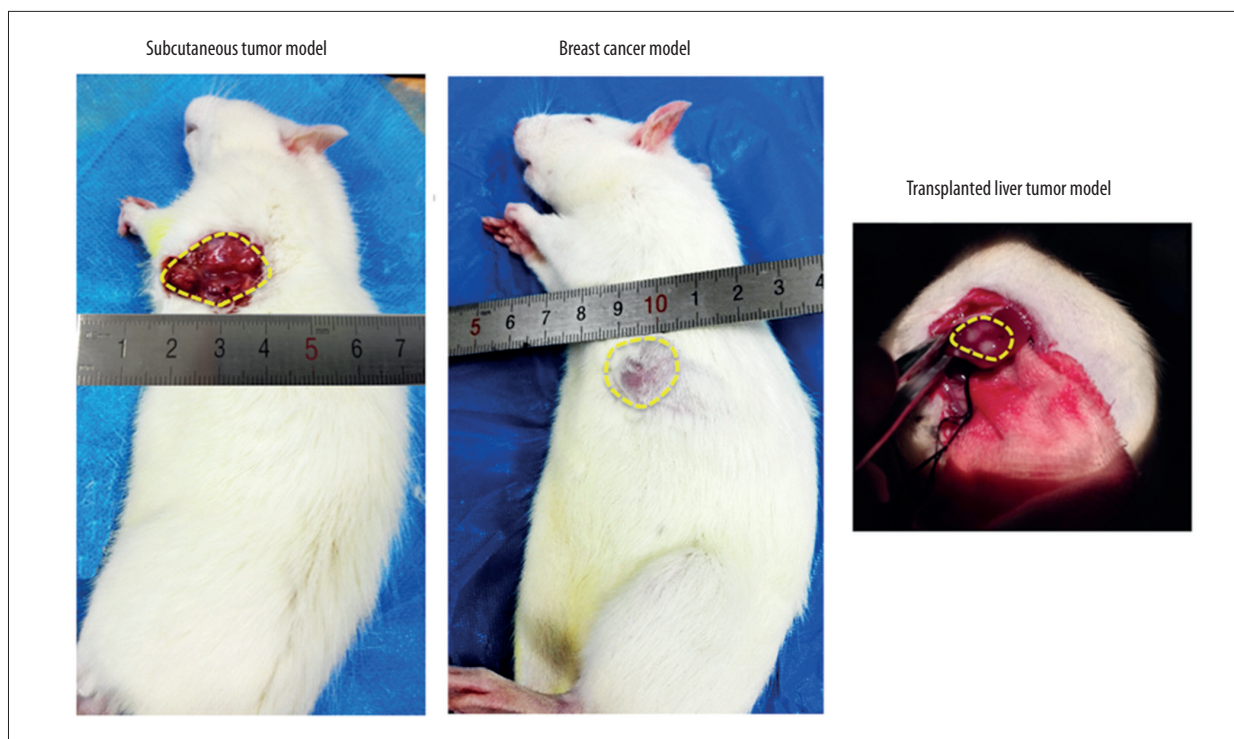 Subcutaneous tumor model
Breast cancer model
Transplanted liver tumor model
1 2 3 4 5 mm 6 7
5 6 7 8 9 10 1 2 3 4